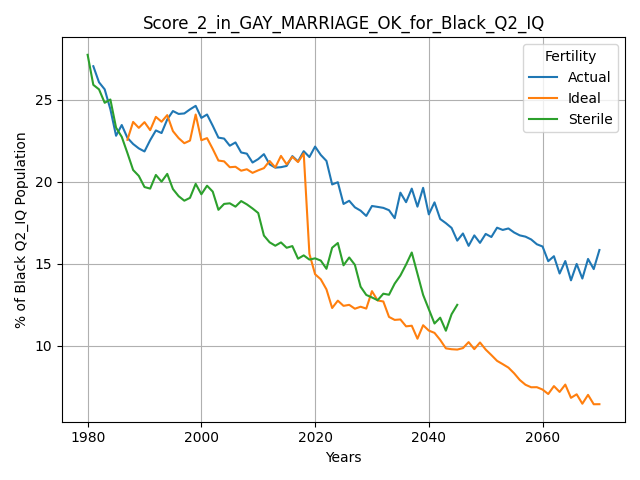 Score_2_in_GAY_MARRIAGE_OK_for_Black_Q2_IQ
Fertility
Actual
Ideal
Sterile
% of Black Q2_IQ Population
25
20
15
10
1980
2000
2020
2040
2060
Years